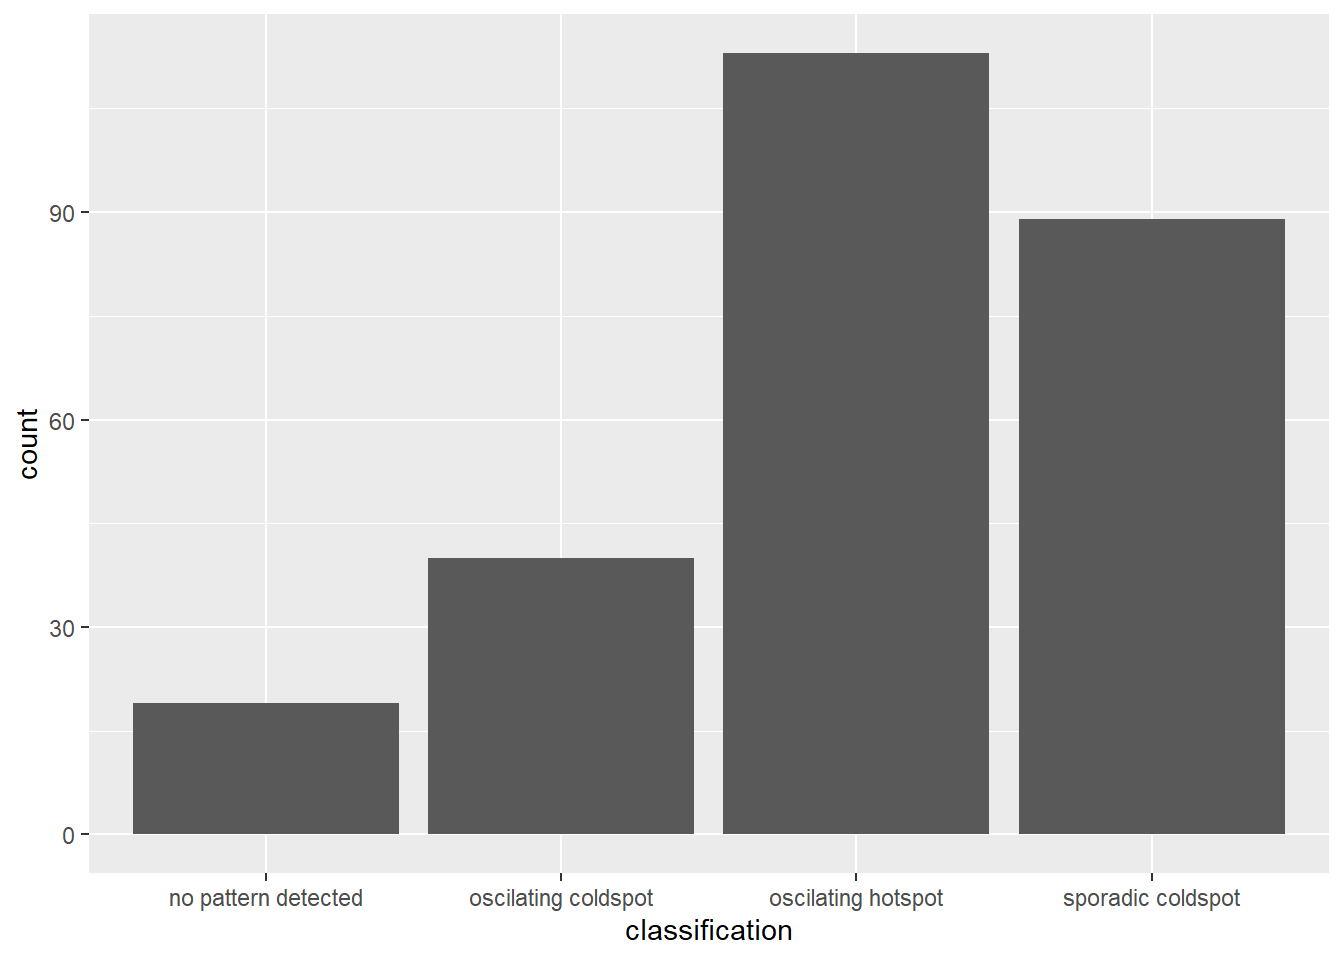 90
60
30
0
count
no pattern detected
oscilating coldspot
oscilating hotspot
sporadic coldspot
classification